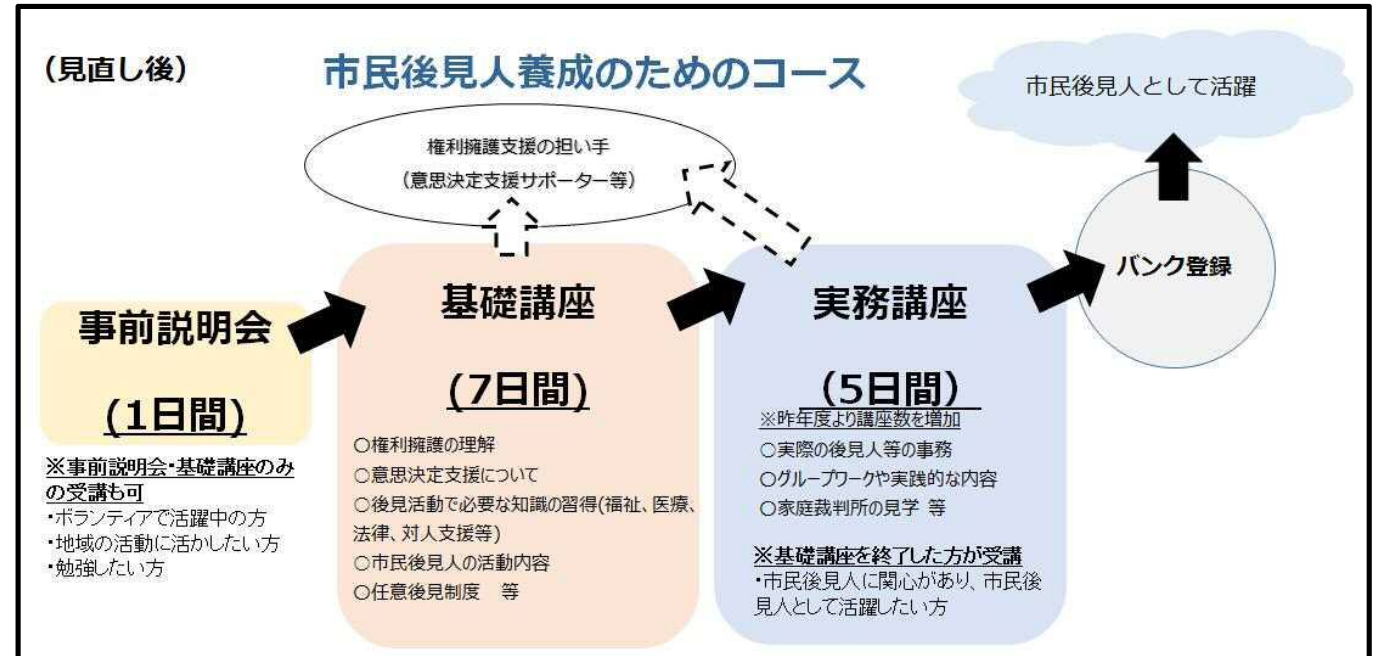 （見直し後）
市民後見人養成のためのコース
市民後見人として活躍
権利擁護支援の担い手
（意思決定支援サポーター等）
バンク登録
事前説明会
(1日間)
※事前説明会・基礎講座のみ
の受講も可
・ボランティアで活躍中の方
・地域の活動に活かしたい方
・勉強したい方
基礎講座
(7日間)
○権利擁護の理解
○意思決定支援について
○後見活動で必要な知識の習得(福祉、医療、
法律、対人支援等)
○市民後見人の活動内容
○任意後見制度　等
実務講座
（5日間）
※昨年度より講座数を増加
○実際の後見人等の事務
○グループワークや実践的な内容
○家庭裁判所の見学 等
※基礎講座を終了した方が受講
・市民後見人に関心があり、市民後
見人として活躍したい方